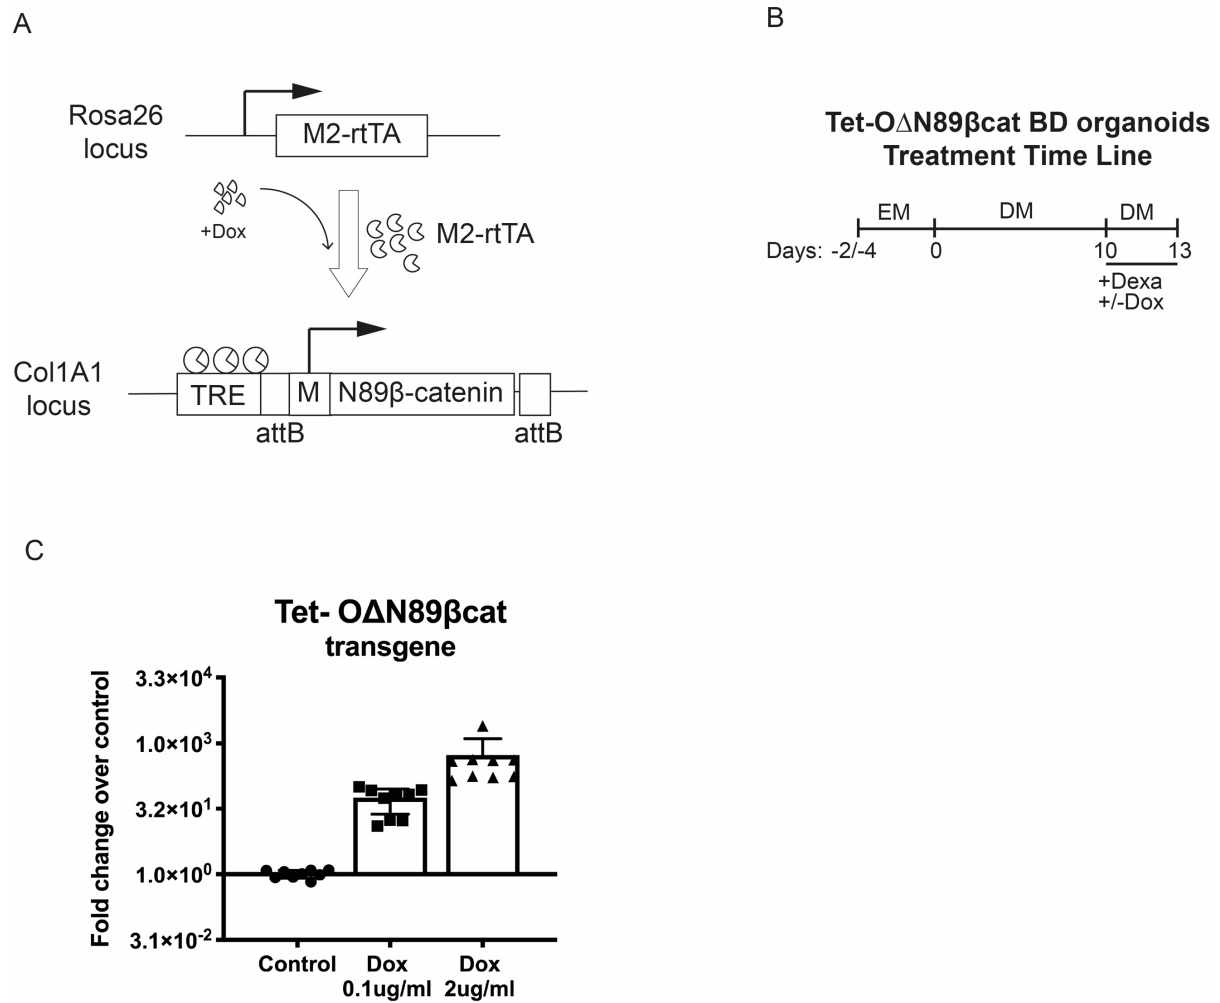 A
Rosa26
locus
M2-rtTA
+Dox
M2-rtTA
Col1A1
locus
TRE
M
N89β-catenin
attB
attB
B
Tet-O∆N89βcat BD organoids
Treatment Time Line
EM
DM
DM
Days: -2/-4
0
10
13
+Dexa
+/-Dox
C
Tet- OΔN89βcat
transgene
Fold change over control
3.3×10⁴
1.0×10³
3.2×10¹
1.0×10⁰
3.1×10⁻²
Control
Dox
0.1ug/ml
Dox
2ug/ml